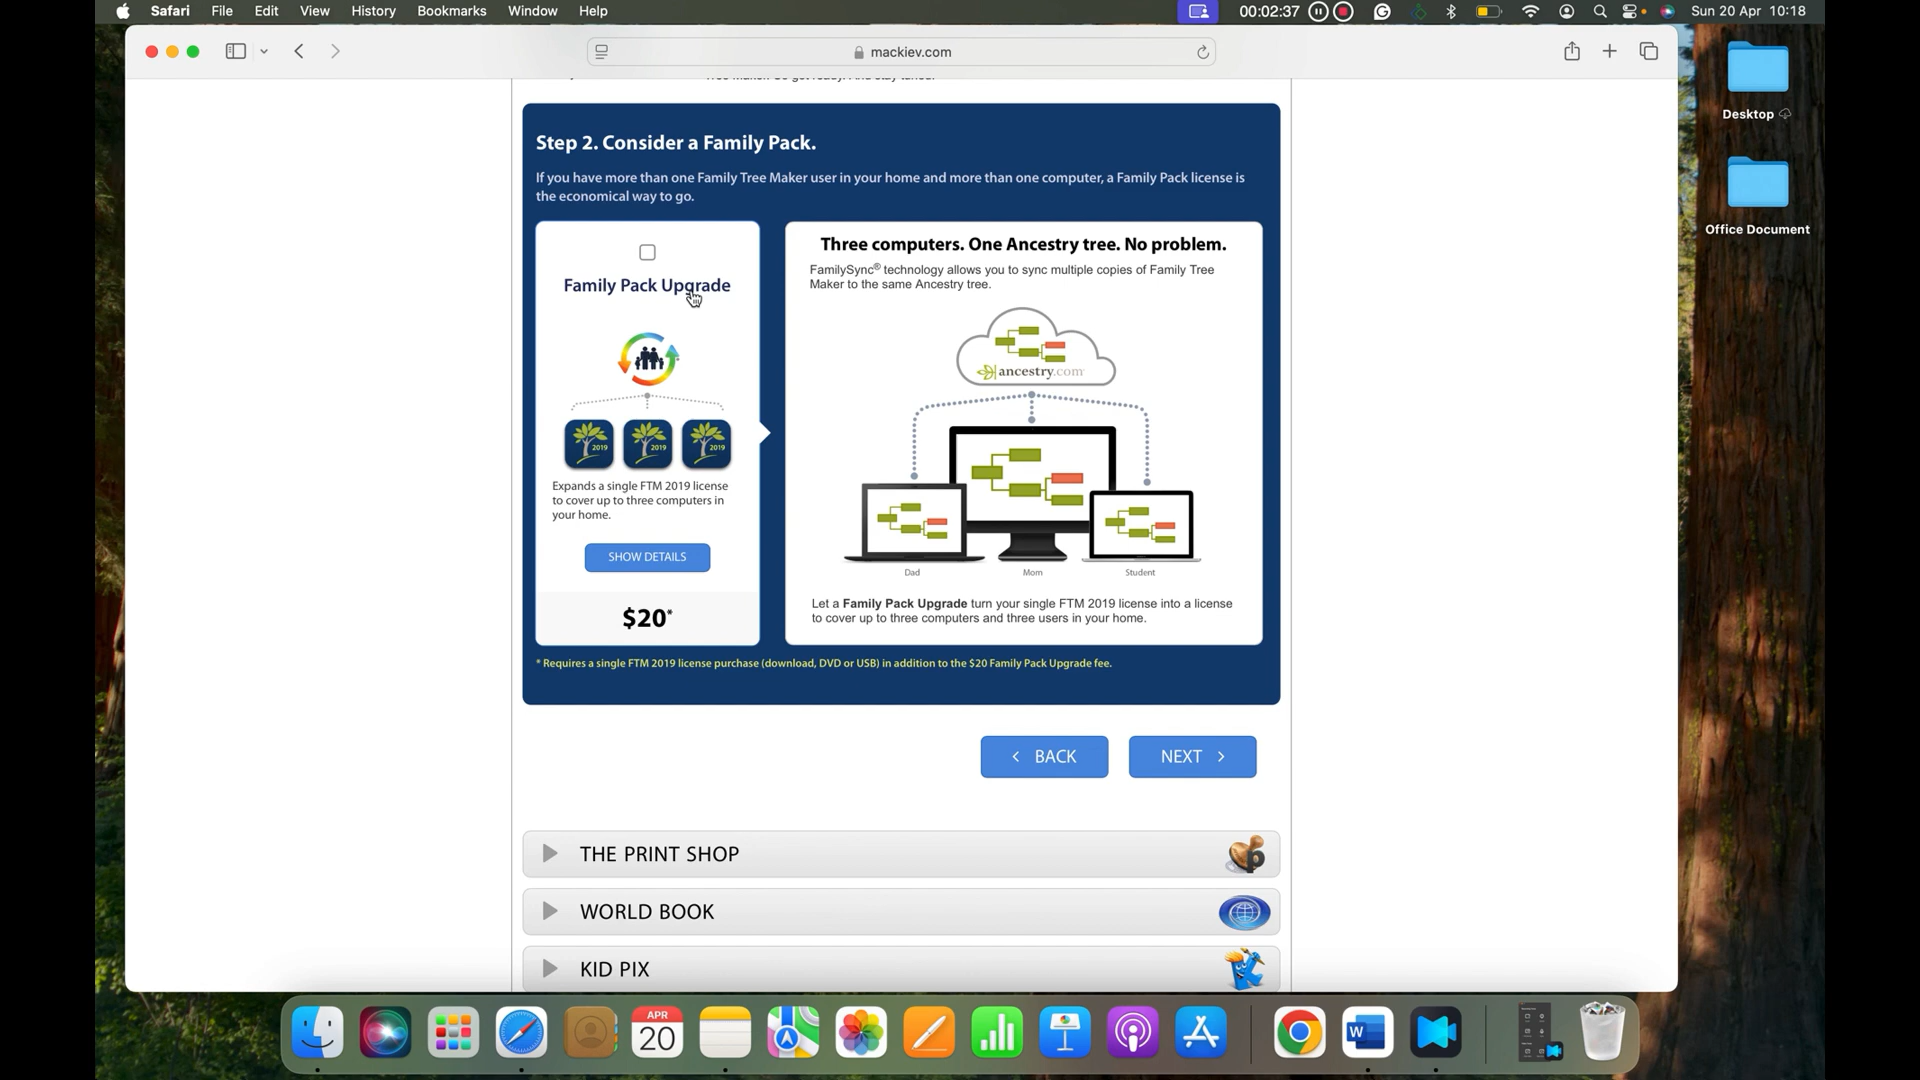 Safari File Edit View History Bookmarks Window Help 00:02:37 Sun 20 Apr 10:18
mackiev.com
Desktop
Office Document
Step 2. Consider a Family Pack.
If you have more than one Family Tree Maker user in your home and more than one computer, a Family Pack license is
the economical way to go.
Family Pack Upgrade
2019 2019 2019
Expands a single FTM 2019 license
to cover up to three computers in
your home.
SHOW DETAILS
$20*
Three computers. One Ancestry tree. No problem.
FamilySync® technology allows you to sync multiple copies of Family Tree
Maker to the same Ancestry tree.
ancestry.com
Dad Mom Student
Let a Family Pack Upgrade turn your single FTM 2019 license into a license
to cover up to three computers and three users in your home.
* Requires a single FTM 2019 license purchase (download, DVD or USB) in addition to the $20 Family Pack Upgrade fee.
< BACK NEXT >
THE PRINT SHOP
WORLD BOOK
KID PIX
APR
20
W